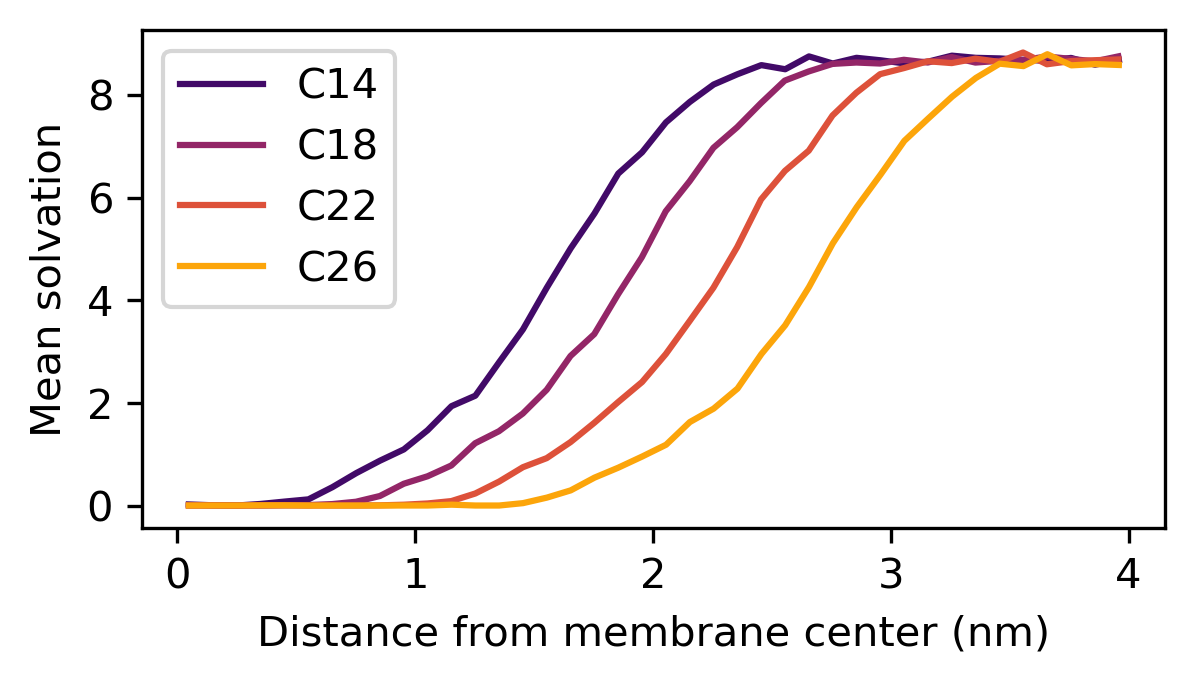 C14
C18
C22
C26
Mean solvation
8
6
4
2
0
0 1 2 3 4
Distance from membrane center (nm)